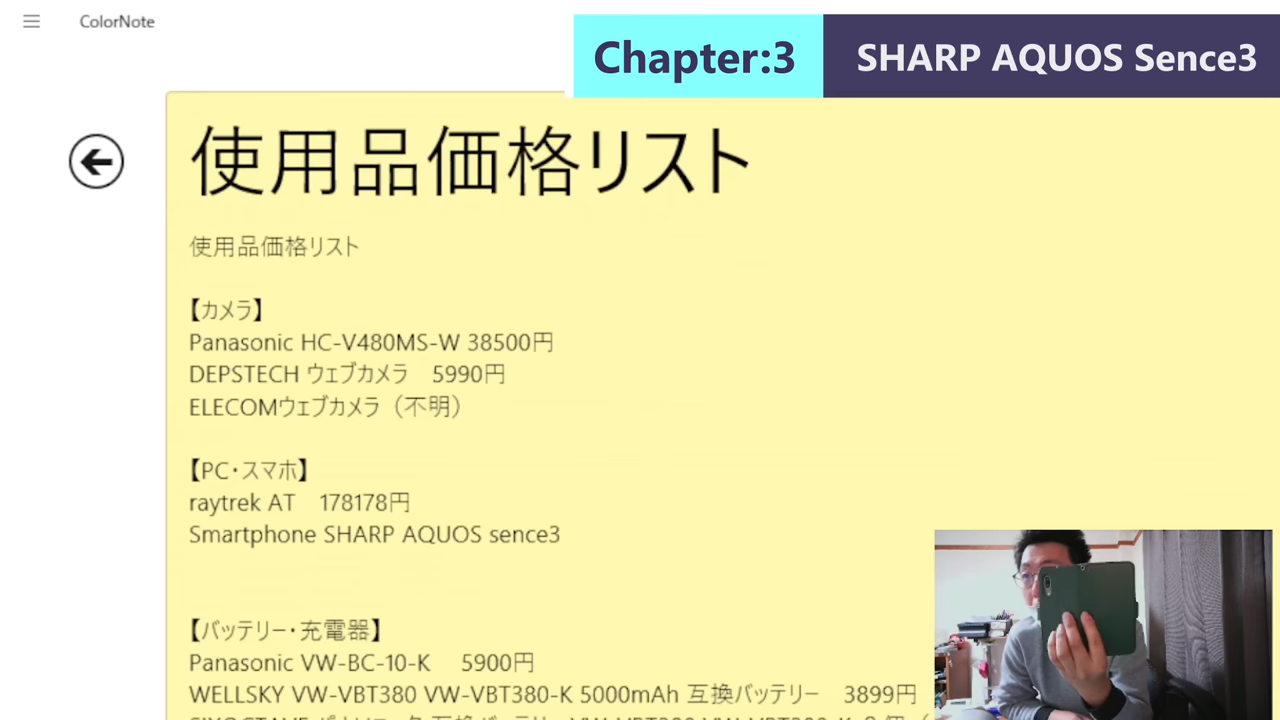 ColorNote
Chapter:3
SHARP AQUOS Sence3
使用品価格リスト
使用品価格リスト
【カメラ】
Panasonic HC-V480MS-W 38500円
DEPSTECH ウェブカメラ　5990円
ELECOMウェブカメラ（不明）
【PC・スマホ】
raytrek AT　178178円
Smartphone SHARP AQUOS sence3
【バッテリー・充電器】
Panasonic VW-BC-10-K　5900円
WELLSKY VW-VBT380 VW-VBT380-K 5000mAh 互換バッテリー　3899円